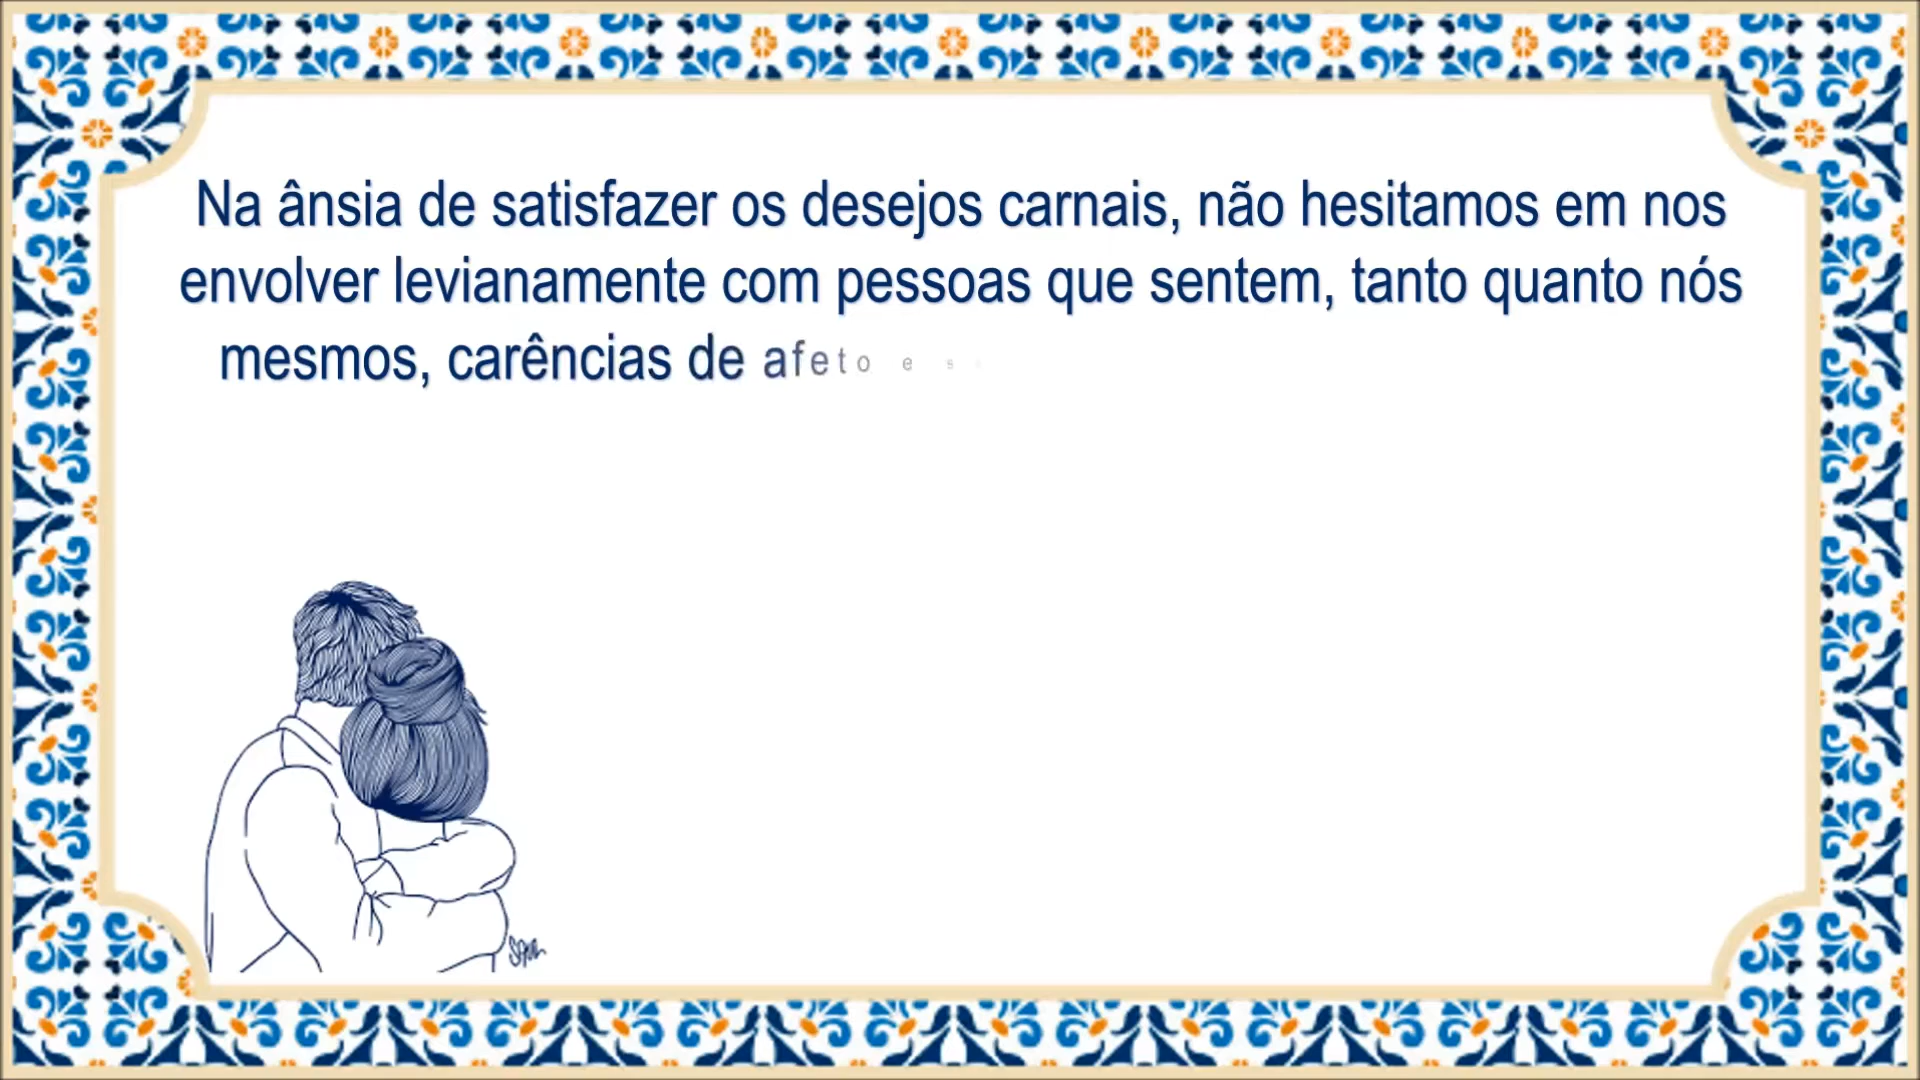 Na ânsia de satisfazer os desejos carnais, não hesitamos em nos
envolver levianamente com pessoas que sentem, tanto quanto nós
mesmos, carências de afeto e s